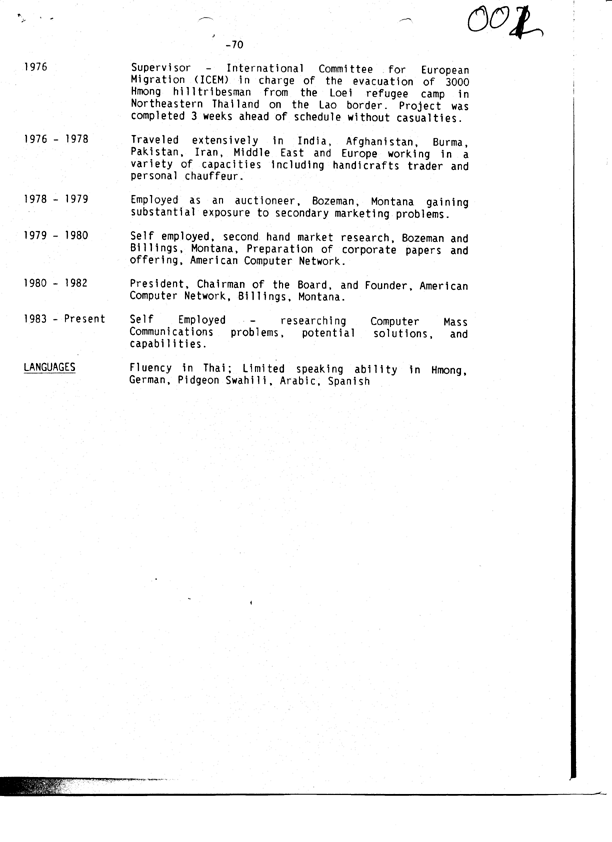 002
-70
1976 Supervisor - International Committee for European
Migration (ICEM) in charge of the evacuation of 3000
Hmong hilltribesman from the Loei refugee camp in
Northeastern Thailand on the Lao border. Project was
completed 3 weeks ahead of schedule without casualties.
1976 - 1978 Traveled extensively in India, Afghanistan, Burma,
Pakistan, Iran, Middle East and Europe working in a
variety of capacities including handicrafts trader and
personal chauffeur.
1978 - 1979 Employed as an auctioneer, Bozeman, Montana gaining
substantial exposure to secondary marketing problems.
1979 - 1980 Self employed, second hand market research, Bozeman and
Billings, Montana, Preparation of corporate papers and
offering, American Computer Network.
1980 - 1982 President, Chairman of the Board, and Founder, American
Computer Network, Billings, Montana.
1983 - Present Self Employed - researching Computer Mass
Communications problems, potential solutions, and
capabilities.
LANGUAGES Fluency in Thai; Limited speaking ability in Hmong,
German, Pidgeon Swahili, Arabic, Spanish